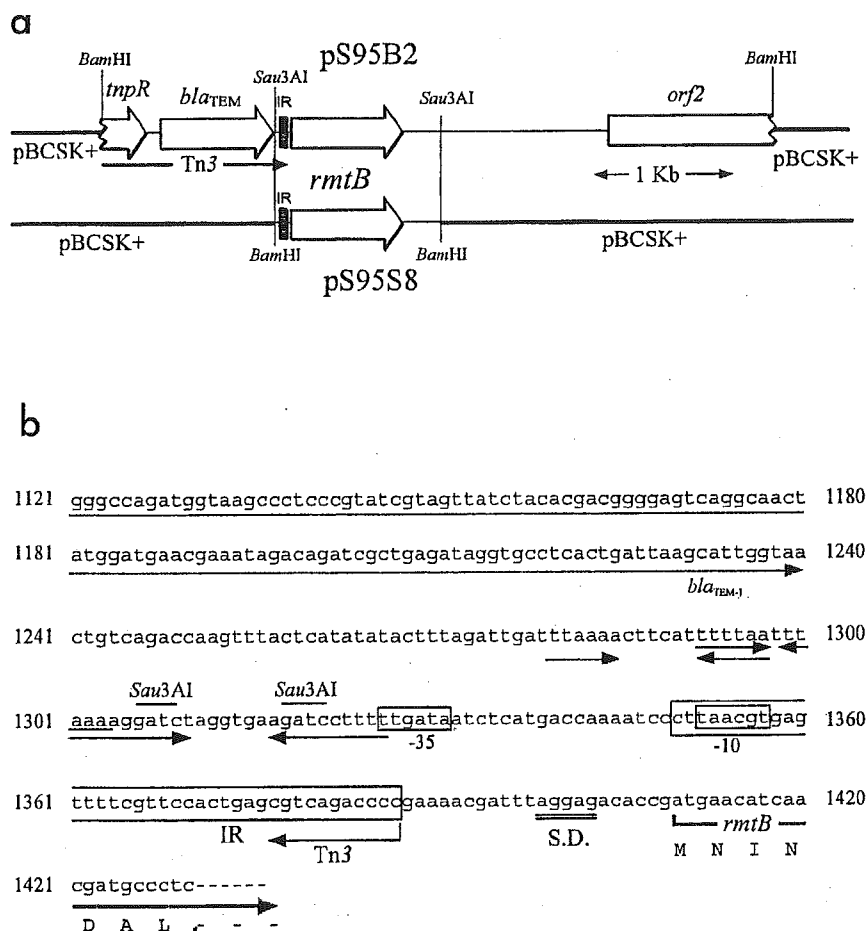 a
pS95B2
BamHI
BamHI
tnpR
blaTEM
Sau3AI
IR
Sau3AI
orf2
pBCSK+
Tn3
rmtB
1 Kb
pBCSK+
IR
pBCSK+
BamHI
BamHI
pBCSK+
pS95S8
b
1121 gggccagatggtaagccctcccgtatcgtagttatctacacgacggggagtcaggcaact 1180
1181 atggatgaacgaaatagacagatcgctgagataggtgcctcactgattaagcattggtaa 1240
blaTEM-1
1241 ctgtcagaccaagtttactcatatatactttagattgatttaaaacttcatttttaattt 1300
Sau3AI Sau3AI
1301 aaaaggatctaggtgaagatcctttttgataatctcatgaccaaaatcccttaacgtgag 1360
-35 -10
1361 ttttcgttccactgagcgtcagaccccgaaaacgatttaggagacaccgatgaacatcaa 1420
IR Tn3 S.D. rmtB
M N I N
1421 cgatgccctc------
D A L - - -